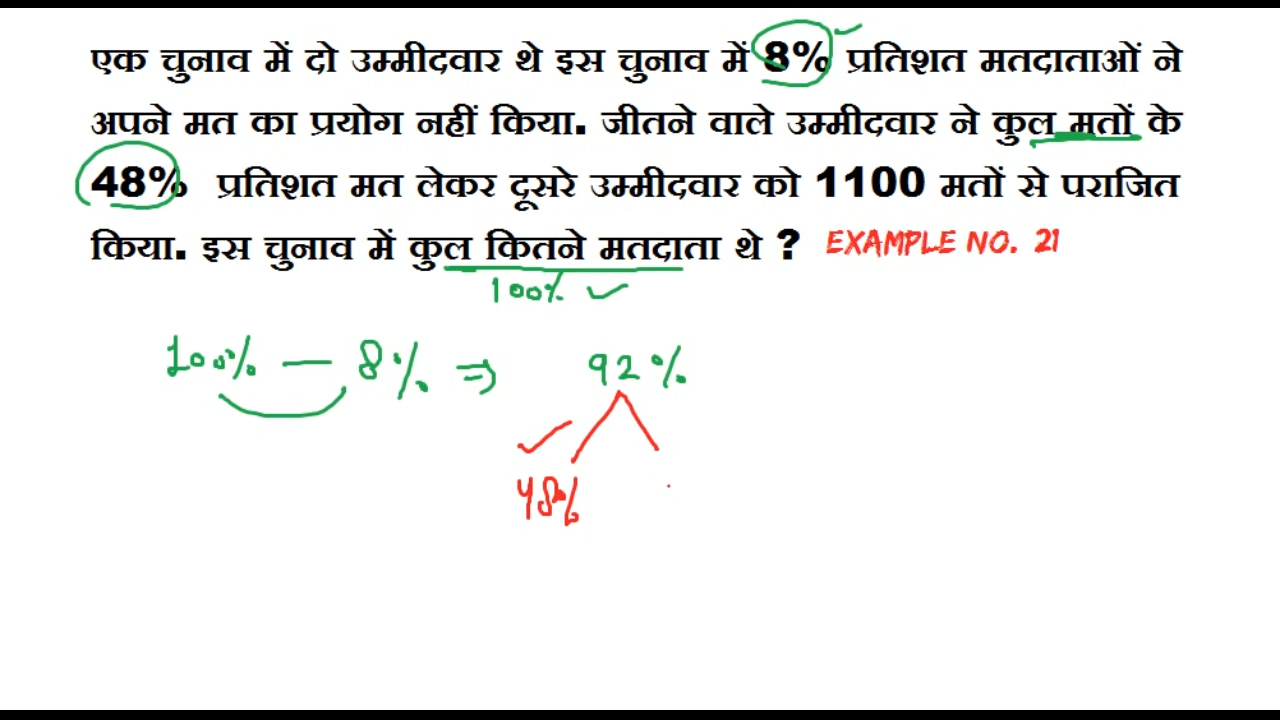 एक चुनाव में दो उम्मीदवार थे इस चुनाव में 8% प्रतिशत मतदाताओं ने
अपने मत का प्रयोग नहीं किया. जीतने वाले उम्मीदवार ने कुल मतों के
48% प्रतिशत मत लेकर दूसरे उम्मीदवार को 1100 मतों से पराजित
किया. इस चुनाव में कुल कितने मतदाता थे ? EXAMPLE NO. 21
100% ✓
100% — 8% ⇒ 92%
48%